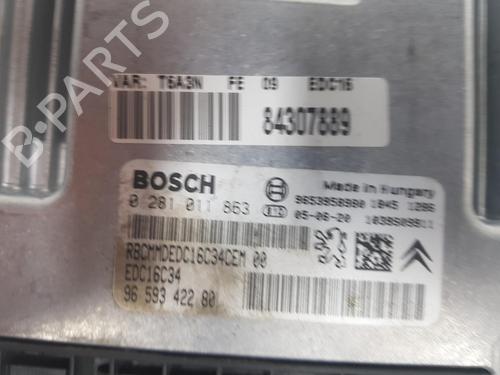 VAR: T6A3N FE 09 EDC16
84307889
BOSCH
Made in Hungary
0 281 011 863
9653958980 1045 1286
05-06-20 1039S09811
RBCMMDEDC16C34CEM 00
EDC16C34
96 593 422 80
B-PARTS